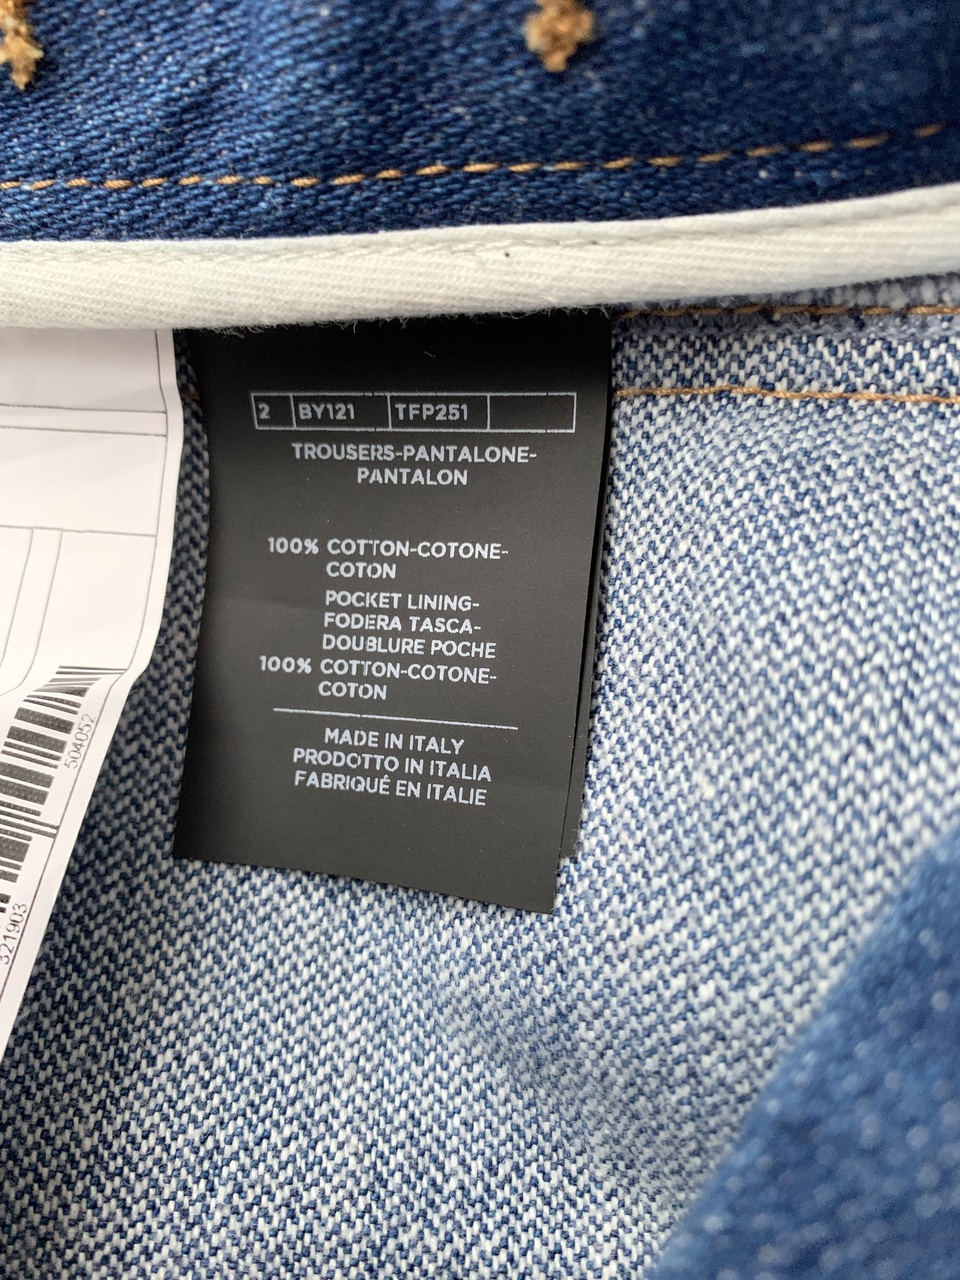 2 BY121 TFP251
TROUSERS-PANTALONE-
PANTALON
100% COTTON-COTONE-
COTON
POCKET LINING-
FODERA TASCA-
DOUBLURE POCHE
100% COTTON-COTONE-
COTON
MADE IN ITALY
PRODOTTO IN ITALIA
FABRIQUÉ EN ITALIE
504052
321903